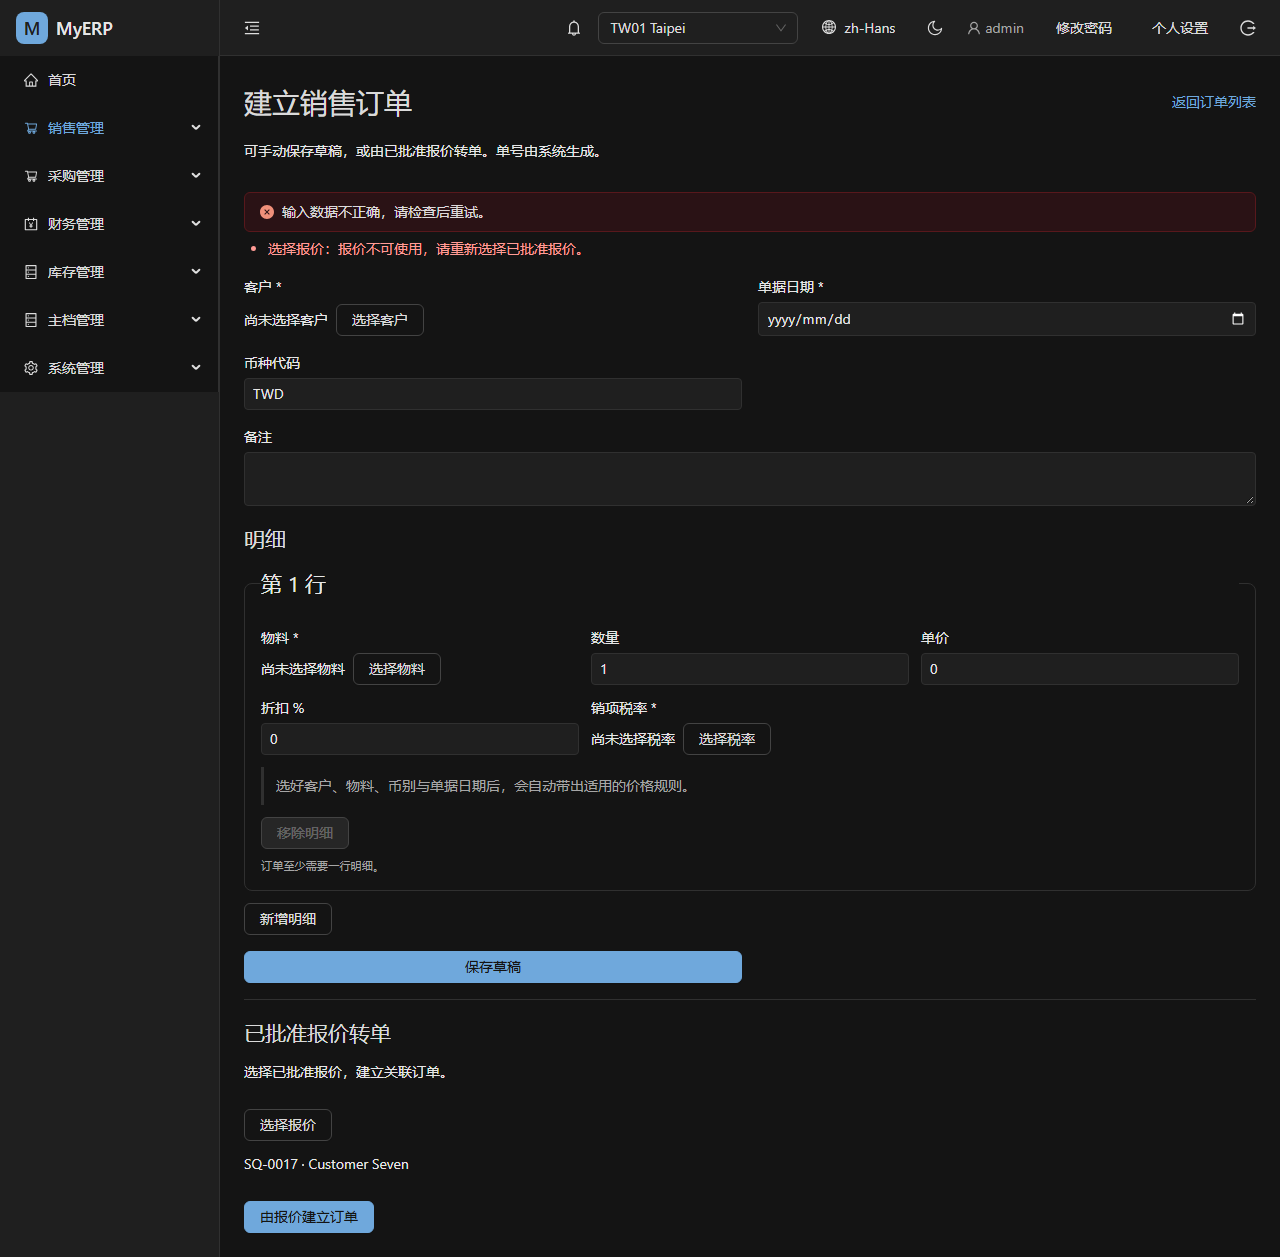 M MyERP
TW01 Taipei
zh-Hans
admin
修改密码
个人设置
首页
销售管理
采购管理
财务管理
库存管理
主档管理
系统管理
建立销售订单
返回订单列表
可手动保存草稿，或由已批准报价转单。单号由系统生成。
输入数据不正确，请检查后重试。
选择报价：报价不可使用，请重新选择已批准报价。
客户 *
单据日期 *
尚未选择客户 选择客户
yyyy/mm/dd
币种代码
TWD
备注
明细
第 1 行
物料 *
数量
单价
尚未选择物料 选择物料
1
0
折扣 %
销项税率 *
0
尚未选择税率 选择税率
选好客户、物料、币别与单据日期后，会自动带出适用的价格规则。
移除明细
订单至少需要一行明细。
新增明细
保存草稿
已批准报价转单
选择已批准报价，建立关联订单。
选择报价
SQ-0017 · Customer Seven
由报价建立订单